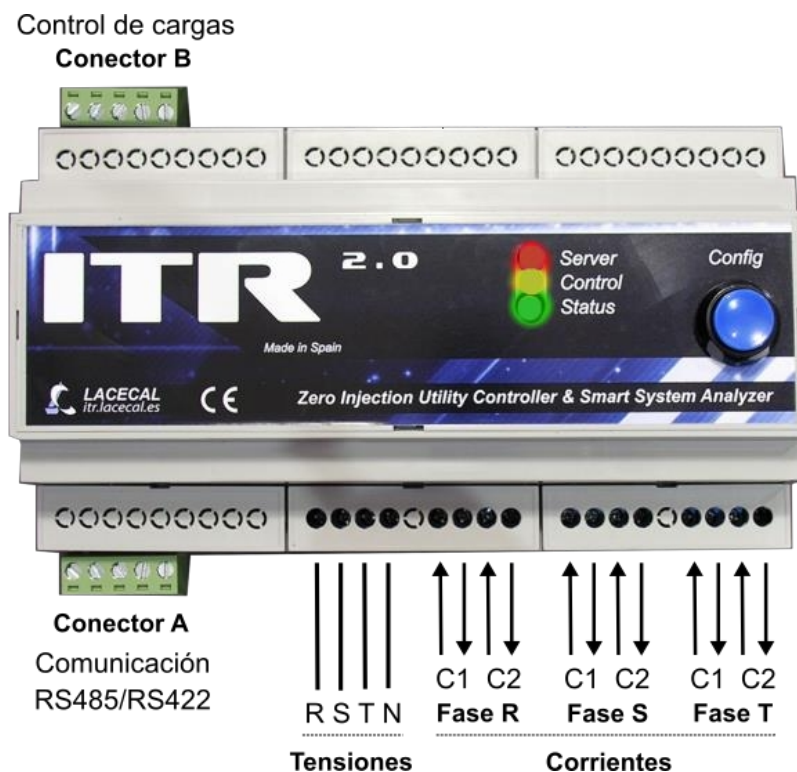 Control de cargas
Conector B
ITR 2.0
Server
Control
Status
Config
Made in Spain
LACECAL
itr.lacecal.es
CE
Zero Injection Utility Controller & Smart System Analyzer
Conector A
Comunicación
RS485/RS422
C1 C2 C1 C2 C1 C2
R S T N Fase R Fase S Fase T
Tensiones Corrientes